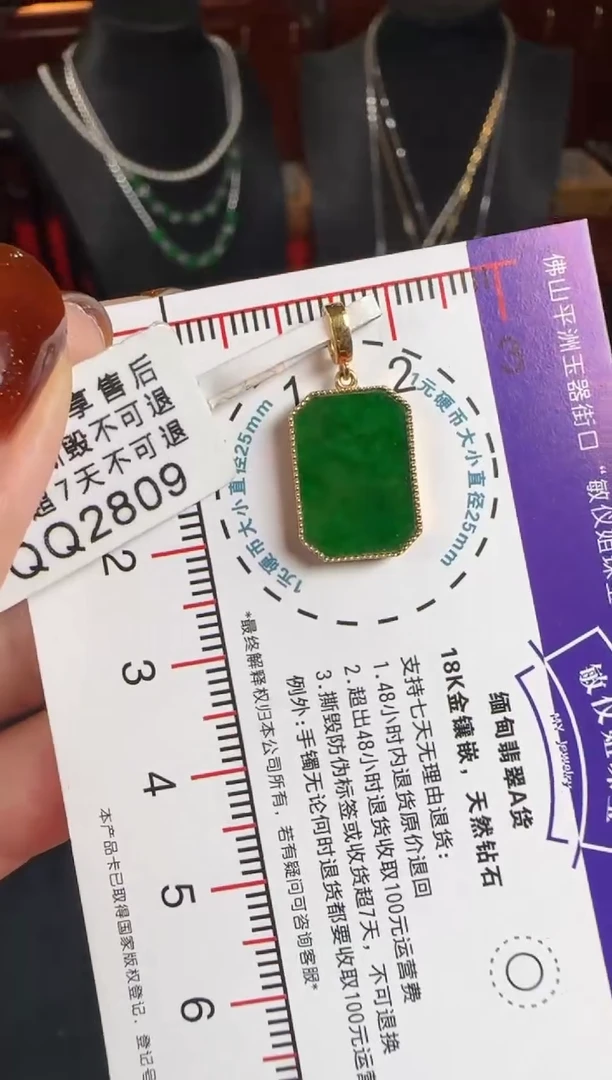 享售后
撕毁不可退
超7天不可退
QQ2809
佛山平洲玉器街口
MY Jewelry
缅甸翡翠A货
18K金镶嵌，天然钻石
支持七天无理由退货：
1.48小时内退货原价退回
2.超出48小时退货收取100元运营费
3.撕毁防伪标签或收货超7天，不可退换
例外:手镯无论何时退货都要收取100元运营
*最终解释权归本公司所有，若有疑问可咨询客服*
本产品卡已取得国家版权登记，登记号
1元硬币大小直径25mm
1元硬币大小直径25mm
1
2
2
3
4
5
6